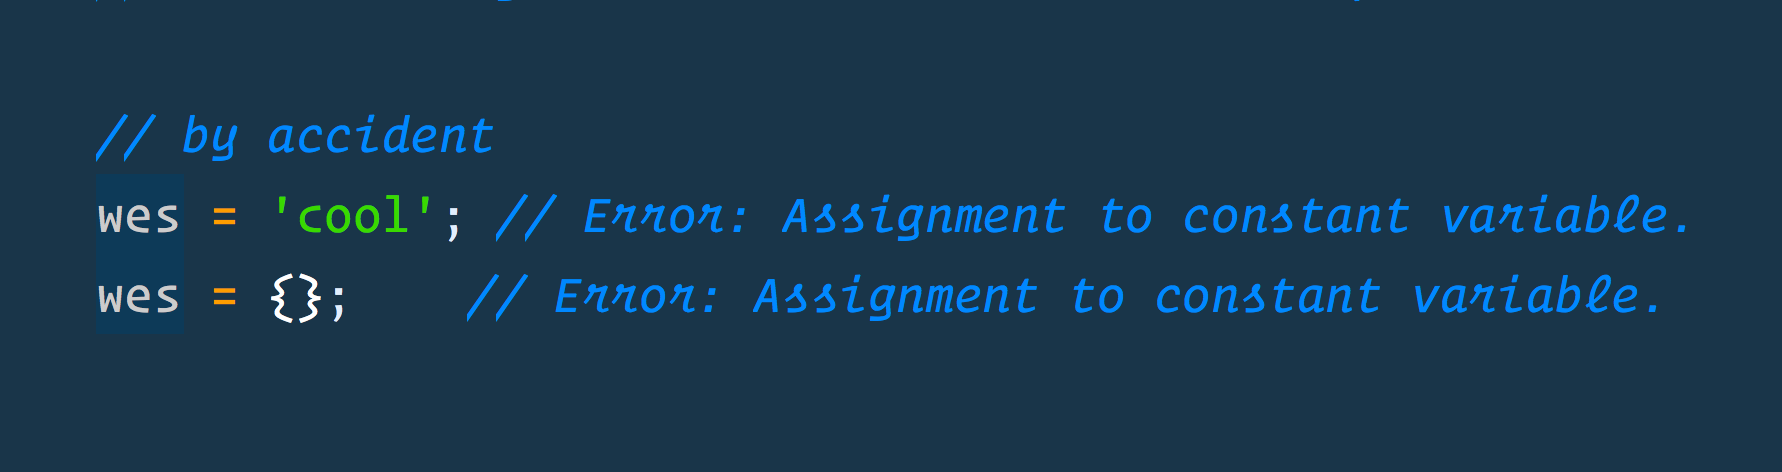 // by accident
wes = 'cool'; // Error: Assignment to constant variable.
wes = {};    // Error: Assignment to constant variable.